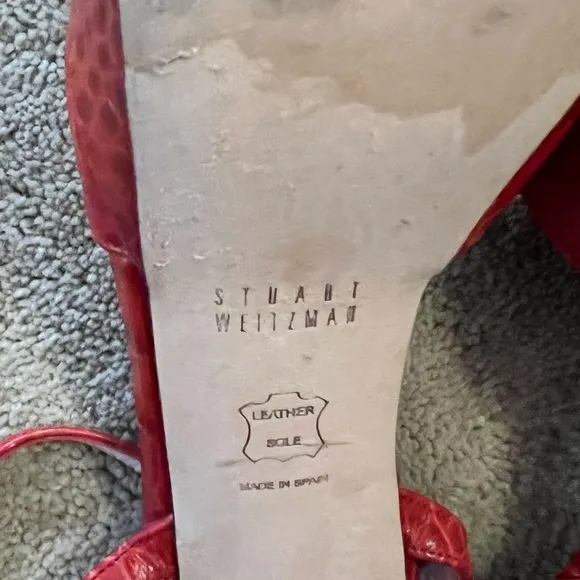 STUART
WEITZMAN
LEATHER
SOLE
MADE IN SPAIN